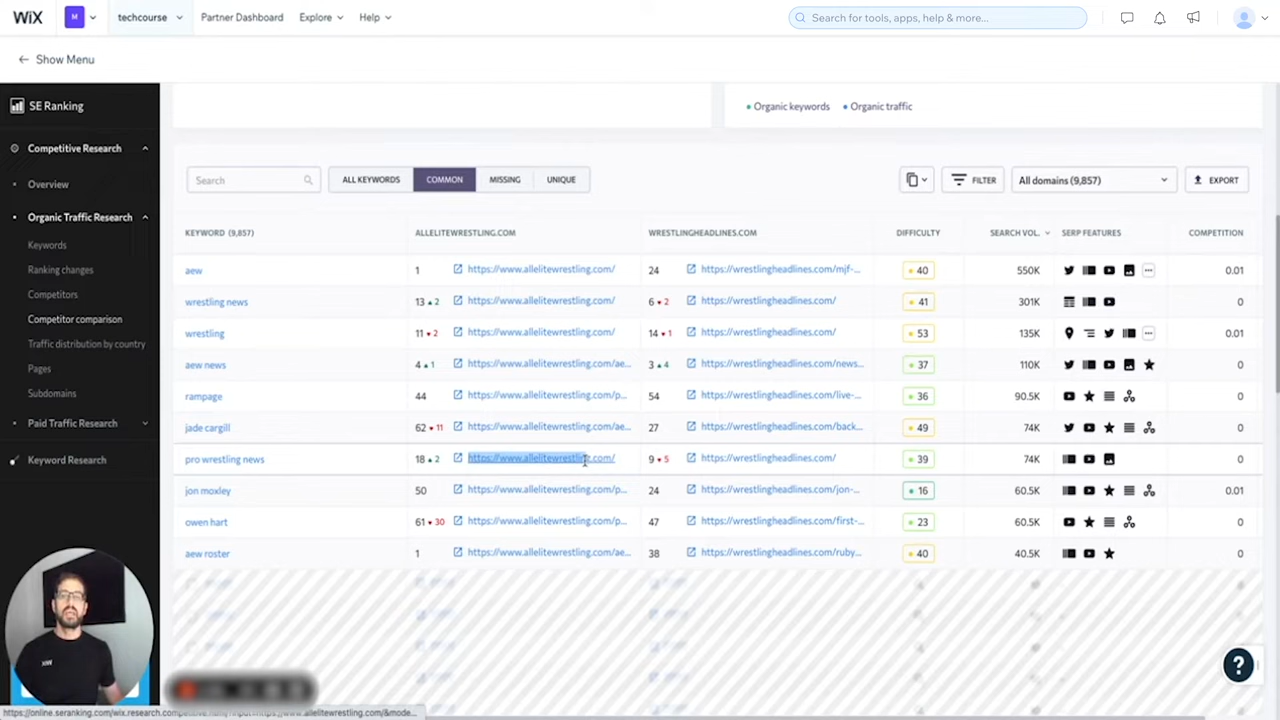 WiX M techcourse Partner Dashboard Explore Help Search for tools, apps, help & more...
Show Menu
SE Ranking
Competitive Research
Overview
Organic Traffic Research
Keywords
Ranking changes
Competitors
Competitor comparison
Traffic distribution by country
Pages
Subdomains
Paid Traffic Research
Keyword Research
Organic keywords Organic traffic
Search ALL KEYWORDS COMMON MISSING UNIQUE FILTER All domains (9,857) EXPORT
KEYWORD (9,857) ALLELITEWRESTLING.COM WRESTLINGHEADLINES.COM DIFFICULTY SEARCH VOL. SERP FEATURES COMPETITION
aew 1 https://www.allelitewrestling.com/ 24 https://wrestlingheadlines.com/mjf-... 40 550K 0.01
wrestling news 13 2 https://www.allelitewrestling.com/ 6 2 https://wrestlingheadlines.com/ 41 301K 0
wrestling 11 2 https://www.allelitewrestling.com/ 14 1 https://wrestlingheadlines.com/ 53 135K 0.01
aew news 4 1 https://www.allelitewrestling.com/ae... 3 4 https://wrestlingheadlines.com/news... 37 110K 0
rampage 44 https://www.allelitewrestling.com/p... 54 https://wrestlingheadlines.com/live-... 36 90.5K 0
jade cargill 62 11 https://www.allelitewrestling.com/ae... 27 https://wrestlingheadlines.com/back... 49 74K 0
pro wrestling news 18 2 https://www.allelitewrestling.com/ 9 5 https://wrestlingheadlines.com/ 39 74K 0
jon moxley 50 https://www.allelitewrestling.com/p... 24 https://wrestlingheadlines.com/jon-... 16 60.5K 0.01
owen hart 61 30 https://www.allelitewrestling.com/p... 47 https://wrestlingheadlines.com/first-... 23 60.5K 0
aew roster 1 https://www.allelitewrestling.com/ae... 38 https://wrestlingheadlines.com/ruby... 40 40.5K 0
?